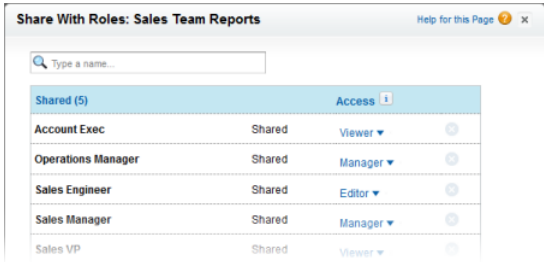 Share With Roles: Sales Team Reports Help for this Page ? x
Type a name...
Shared (5) Access i
Account Exec Shared Viewer
Operations Manager Shared Manager
Sales Engineer Shared Editor
Sales Manager Shared Manager
Sales VP Shared Viewer